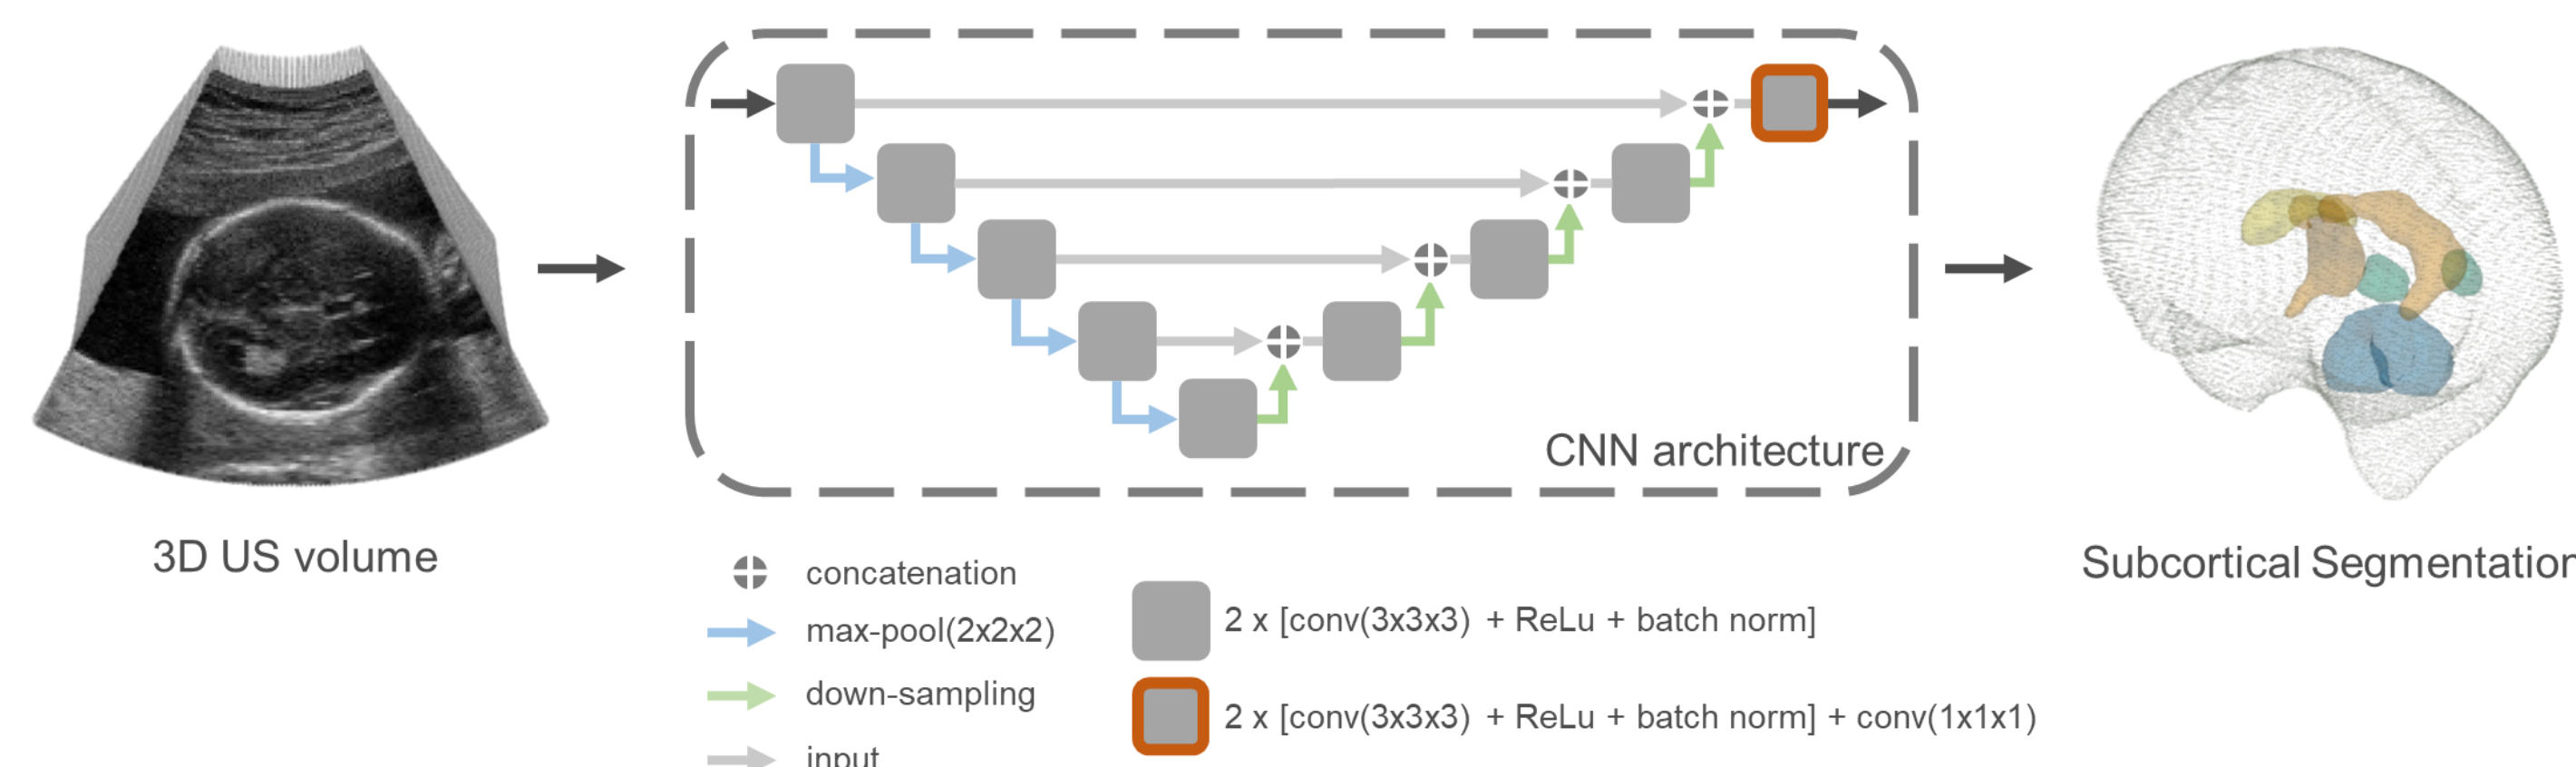 CNN architecture
3D US volume
Subcortical Segmentation
concatenation
max-pool(2x2x2)
down-sampling
input
2 x [conv(3x3x3) + ReLu + batch norm]
2 x [conv(3x3x3) + ReLu + batch norm] + conv(1x1x1)